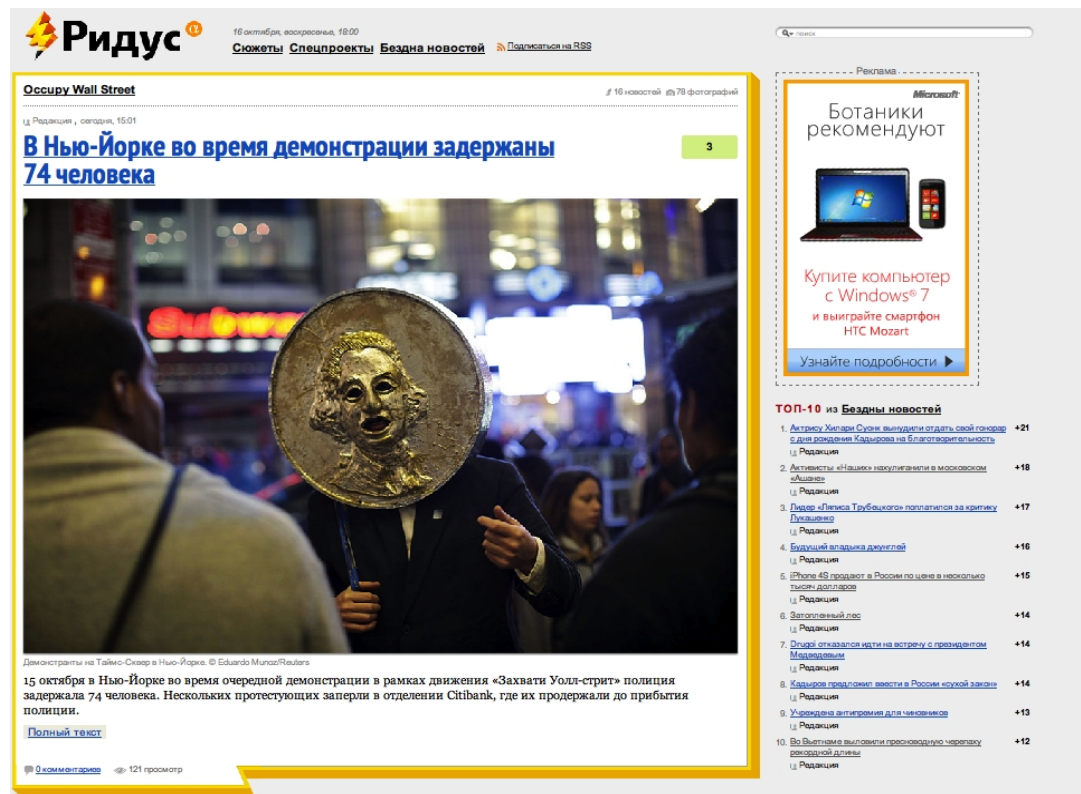 Ридус
16 октября, воскресенье, 18:00
Сюжеты Спецпроекты Бездна новостей Подписаться на RSS
поиск
Occupy Wall Street
16 новостей 78 фотографий
Редакция , сегодня, 15:01
В Нью-Йорке во время демонстрации задержаны
74 человека
3
Демонстранты на Таймс-Сквер в Нью-Йорке. © Eduardo Munoz/Reuters
15 октября в Нью-Йорке во время очередной демонстрации в рамках движения «Захвати Уолл-стрит» полиция
задержала 74 человека. Нескольких протестующих заперли в отделении Citibank, где их продержали до прибытия
полиции.
Полный текст
0 комментариев 121 просмотр
Реклама
Microsoft
Ботаники
рекомендуют
Купите компьютер
с Windows® 7
и выиграйте смартфон
HTC Mozart
Узнайте подробности
ТОП-10 из Бездны новостей
1. Актрису Хилари Суонк вынудили отдать свой гонорар +21
с дня рождения Кадырова на благотворительность
Редакция
2. Активисты «Наших» нахулиганили в московском +18
«Ашане»
Редакция
3. Лидер «Ляписа Трубецкого» поплатился за критику +17
Лукашенко
Редакция
4. Будущий владыка джунглей +16
Редакция
5. iPhone 4S продают в России по цене в несколько +15
тысяч долларов
Редакция
6. Затопленный лес +14
Редакция
7. Drugoi отказался идти на встречу с президентом +14
Медведевым
Редакция
8. Кадыров предложил ввести в России «сухой закон» +14
Редакция
9. Учреждена антипремия для чиновников +13
Редакция
10. Во Вьетнаме выловили пресноводную черепаху +12
рекордной длины
Редакция